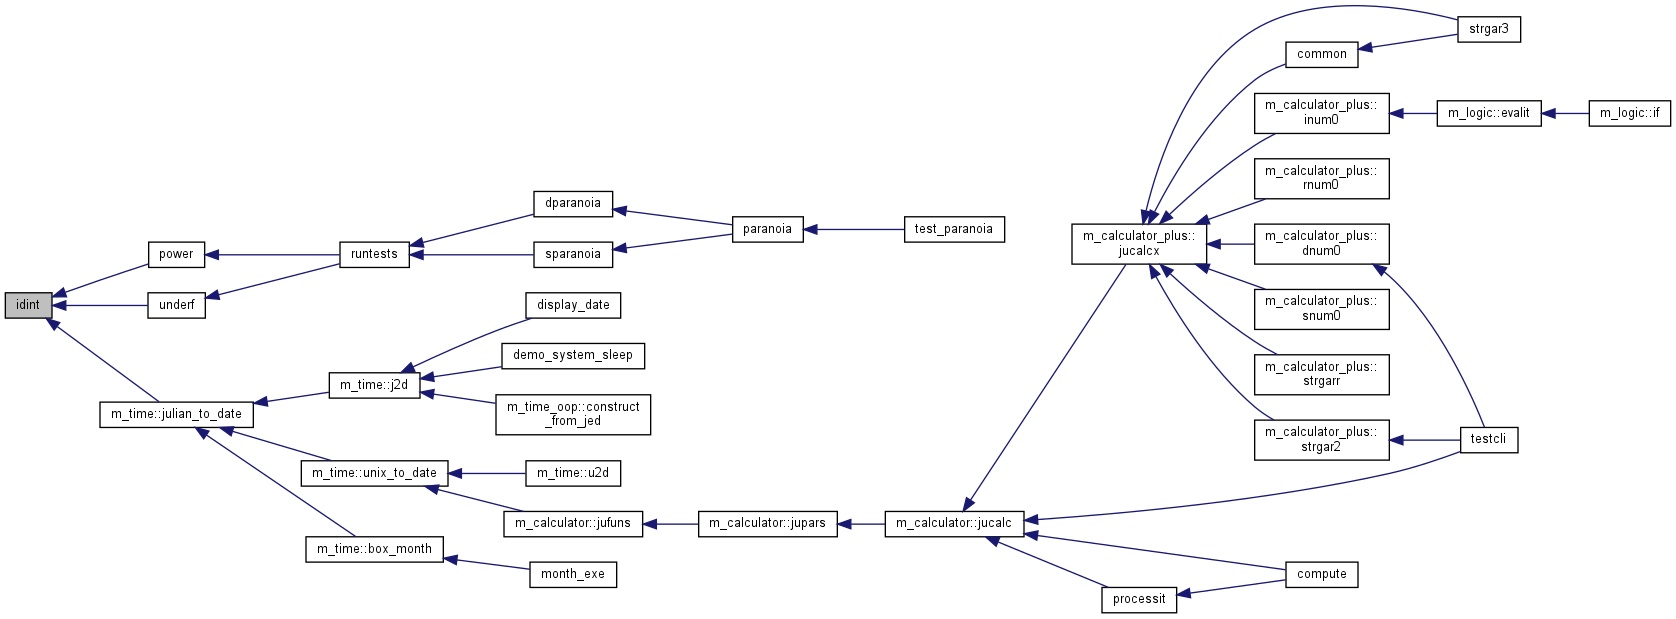 strgar3
common
m_calculator_plus::
inum0
m_logic::evalit
m_logic::if
m_calculator_plus::
rnum0
dparanoia
paranoia
test_paranoia
m_calculator_plus::
jucalcx
m_calculator_plus::
dnum0
power
runtests
sparanoia
idint
underf
display_date
m_calculator_plus::
snum0
demo_system_sleep
m_time::j2d
m_calculator_plus::
strgarr
m_time::julian_to_date
m_time_oop::construct
_from_jed
m_calculator_plus::
strgar2
testcli
m_time::unix_to_date
m_time::u2d
m_calculator::jufuns
m_calculator::jupars
m_calculator::jucalc
m_time::box_month
month_exe
compute
processit